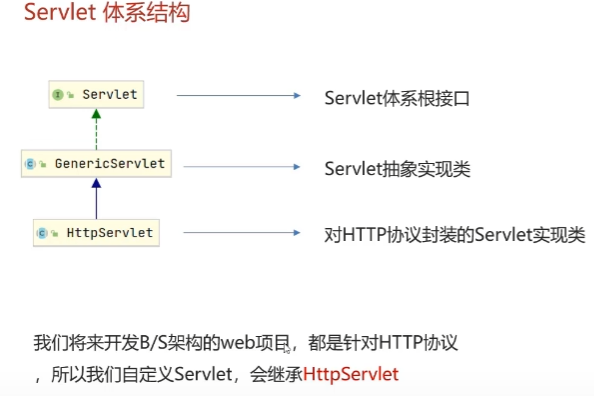 Servlet 体系结构
I Servlet
Servlet体系根接口
C GenericServlet
Servlet抽象实现类
C HttpServlet
对HTTP协议封装的Servlet实现类
我们将来开发B/S架构的web项目，都是针对HTTP协议
，所以我们自定义Servlet，会继承HttpServlet